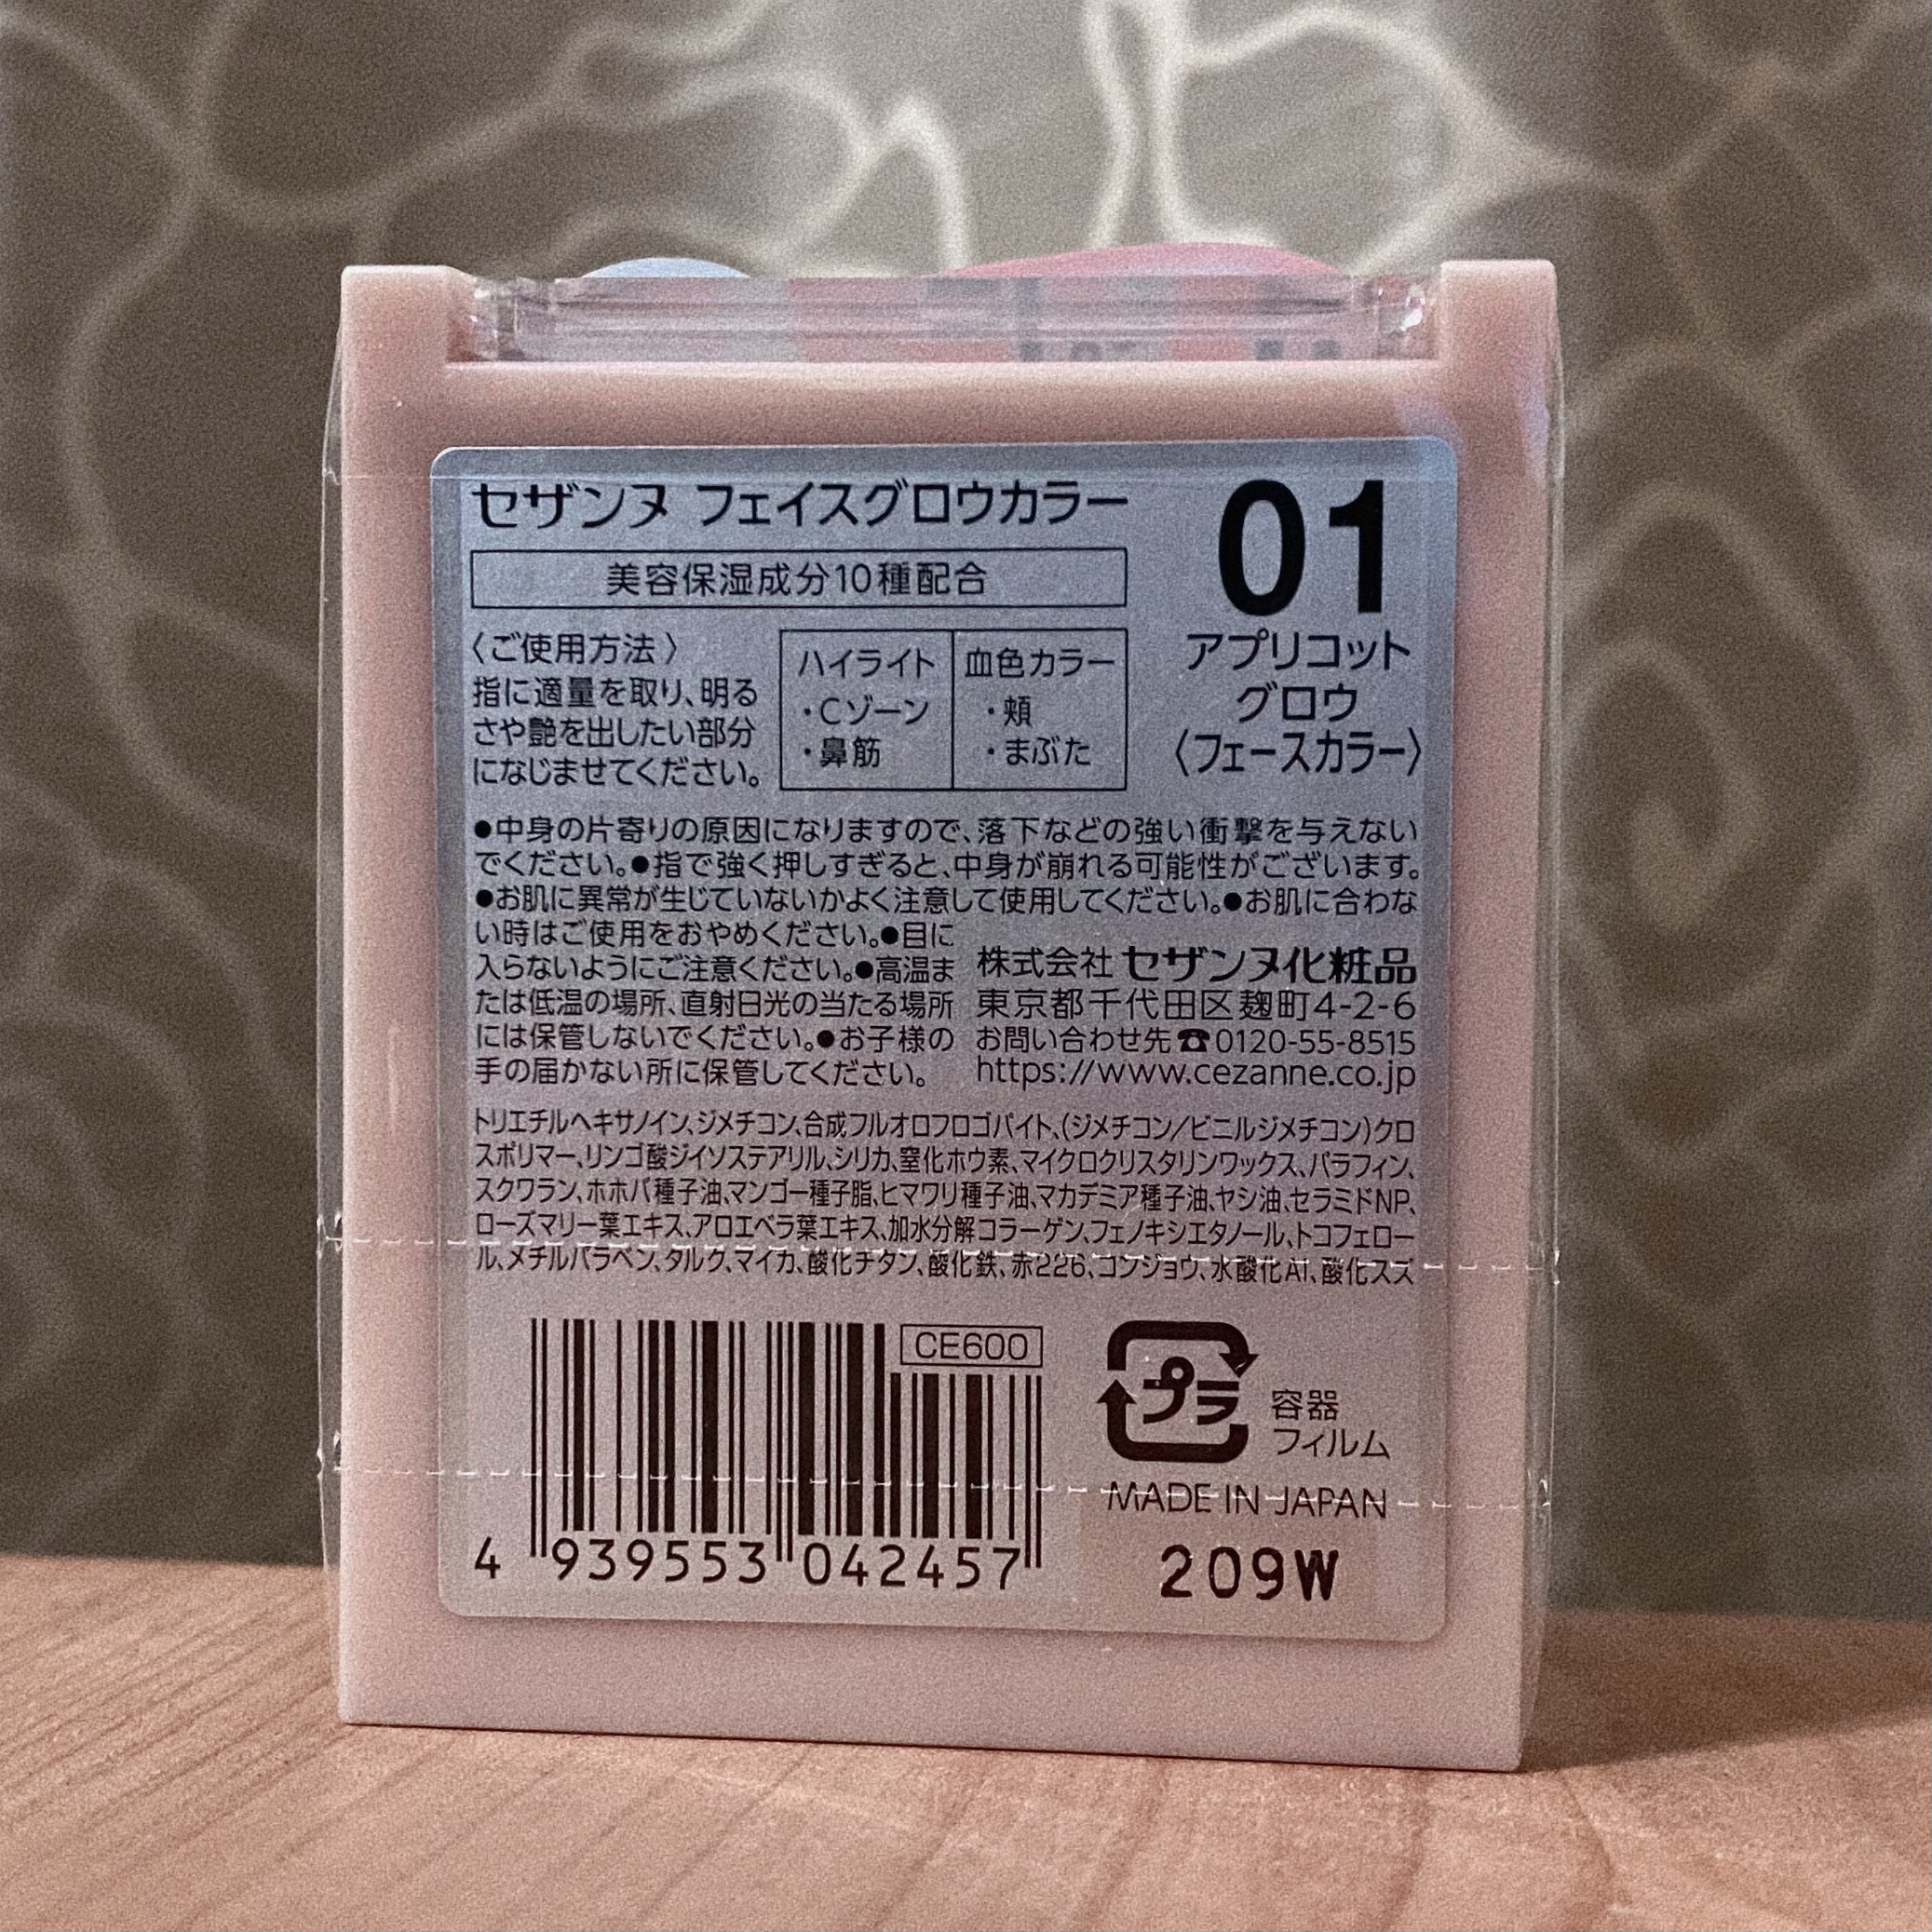 セザンヌ フェイスグロウカラー
美容保湿成分10種配合
01
アプリコット
グロウ
〈フェースカラー〉
〈ご使用方法〉
指に適量を取り、明る
さや艶を出したい部分
になじませてください。
ハイライト
・Cゾーン
・鼻筋
血色カラー
・頬
・まぶた
●中身の片寄りの原因になりますので、落下などの強い衝撃を与えない
でください。●指で強く押しすぎると、中身が崩れる可能性がございます。
●お肌に異常が生じていないかよく注意して使用してください。●お肌に合わな
い時はご使用をおやめください。●目に
入らないようにご注意ください。●高温ま
たは低温の場所、直射日光の当たる場所
には保管しないでください。●お子様の
手の届かない所に保管してください。
株式会社 セザンヌ化粧品
東京都千代田区麹町4-2-6
お問い合わせ先☎0120-55-8515
https://www.cezanne.co.jp
トリエチルヘキサノイン、ジメチコン、合成フルオロフロゴパイト、(ジメチコン/ビニルジメチコン)クロ
スポリマー、リンゴ酸ジイソステアリル、シリカ、窒化ホウ素、マイクロクリスタリンワックス、パラフィン、
スクワラン、ホホバ種子油、マンゴー種子脂、ヒマワリ種子油、マカデミア種子油、ヤシ油、セラミドNP、
ローズマリー葉エキス、アロエベラ葉エキス、加水分解コラーゲン、フェノキシエタノール、トコフェロー
ル、メチルパラベン、タルク、マイカ、酸化チタン、酸化鉄、赤226、コンジョウ、水酸化Al、酸化スズ
CE600
4 939553 042457
プラ
容器
フィルム
MADE IN JAPAN
209W